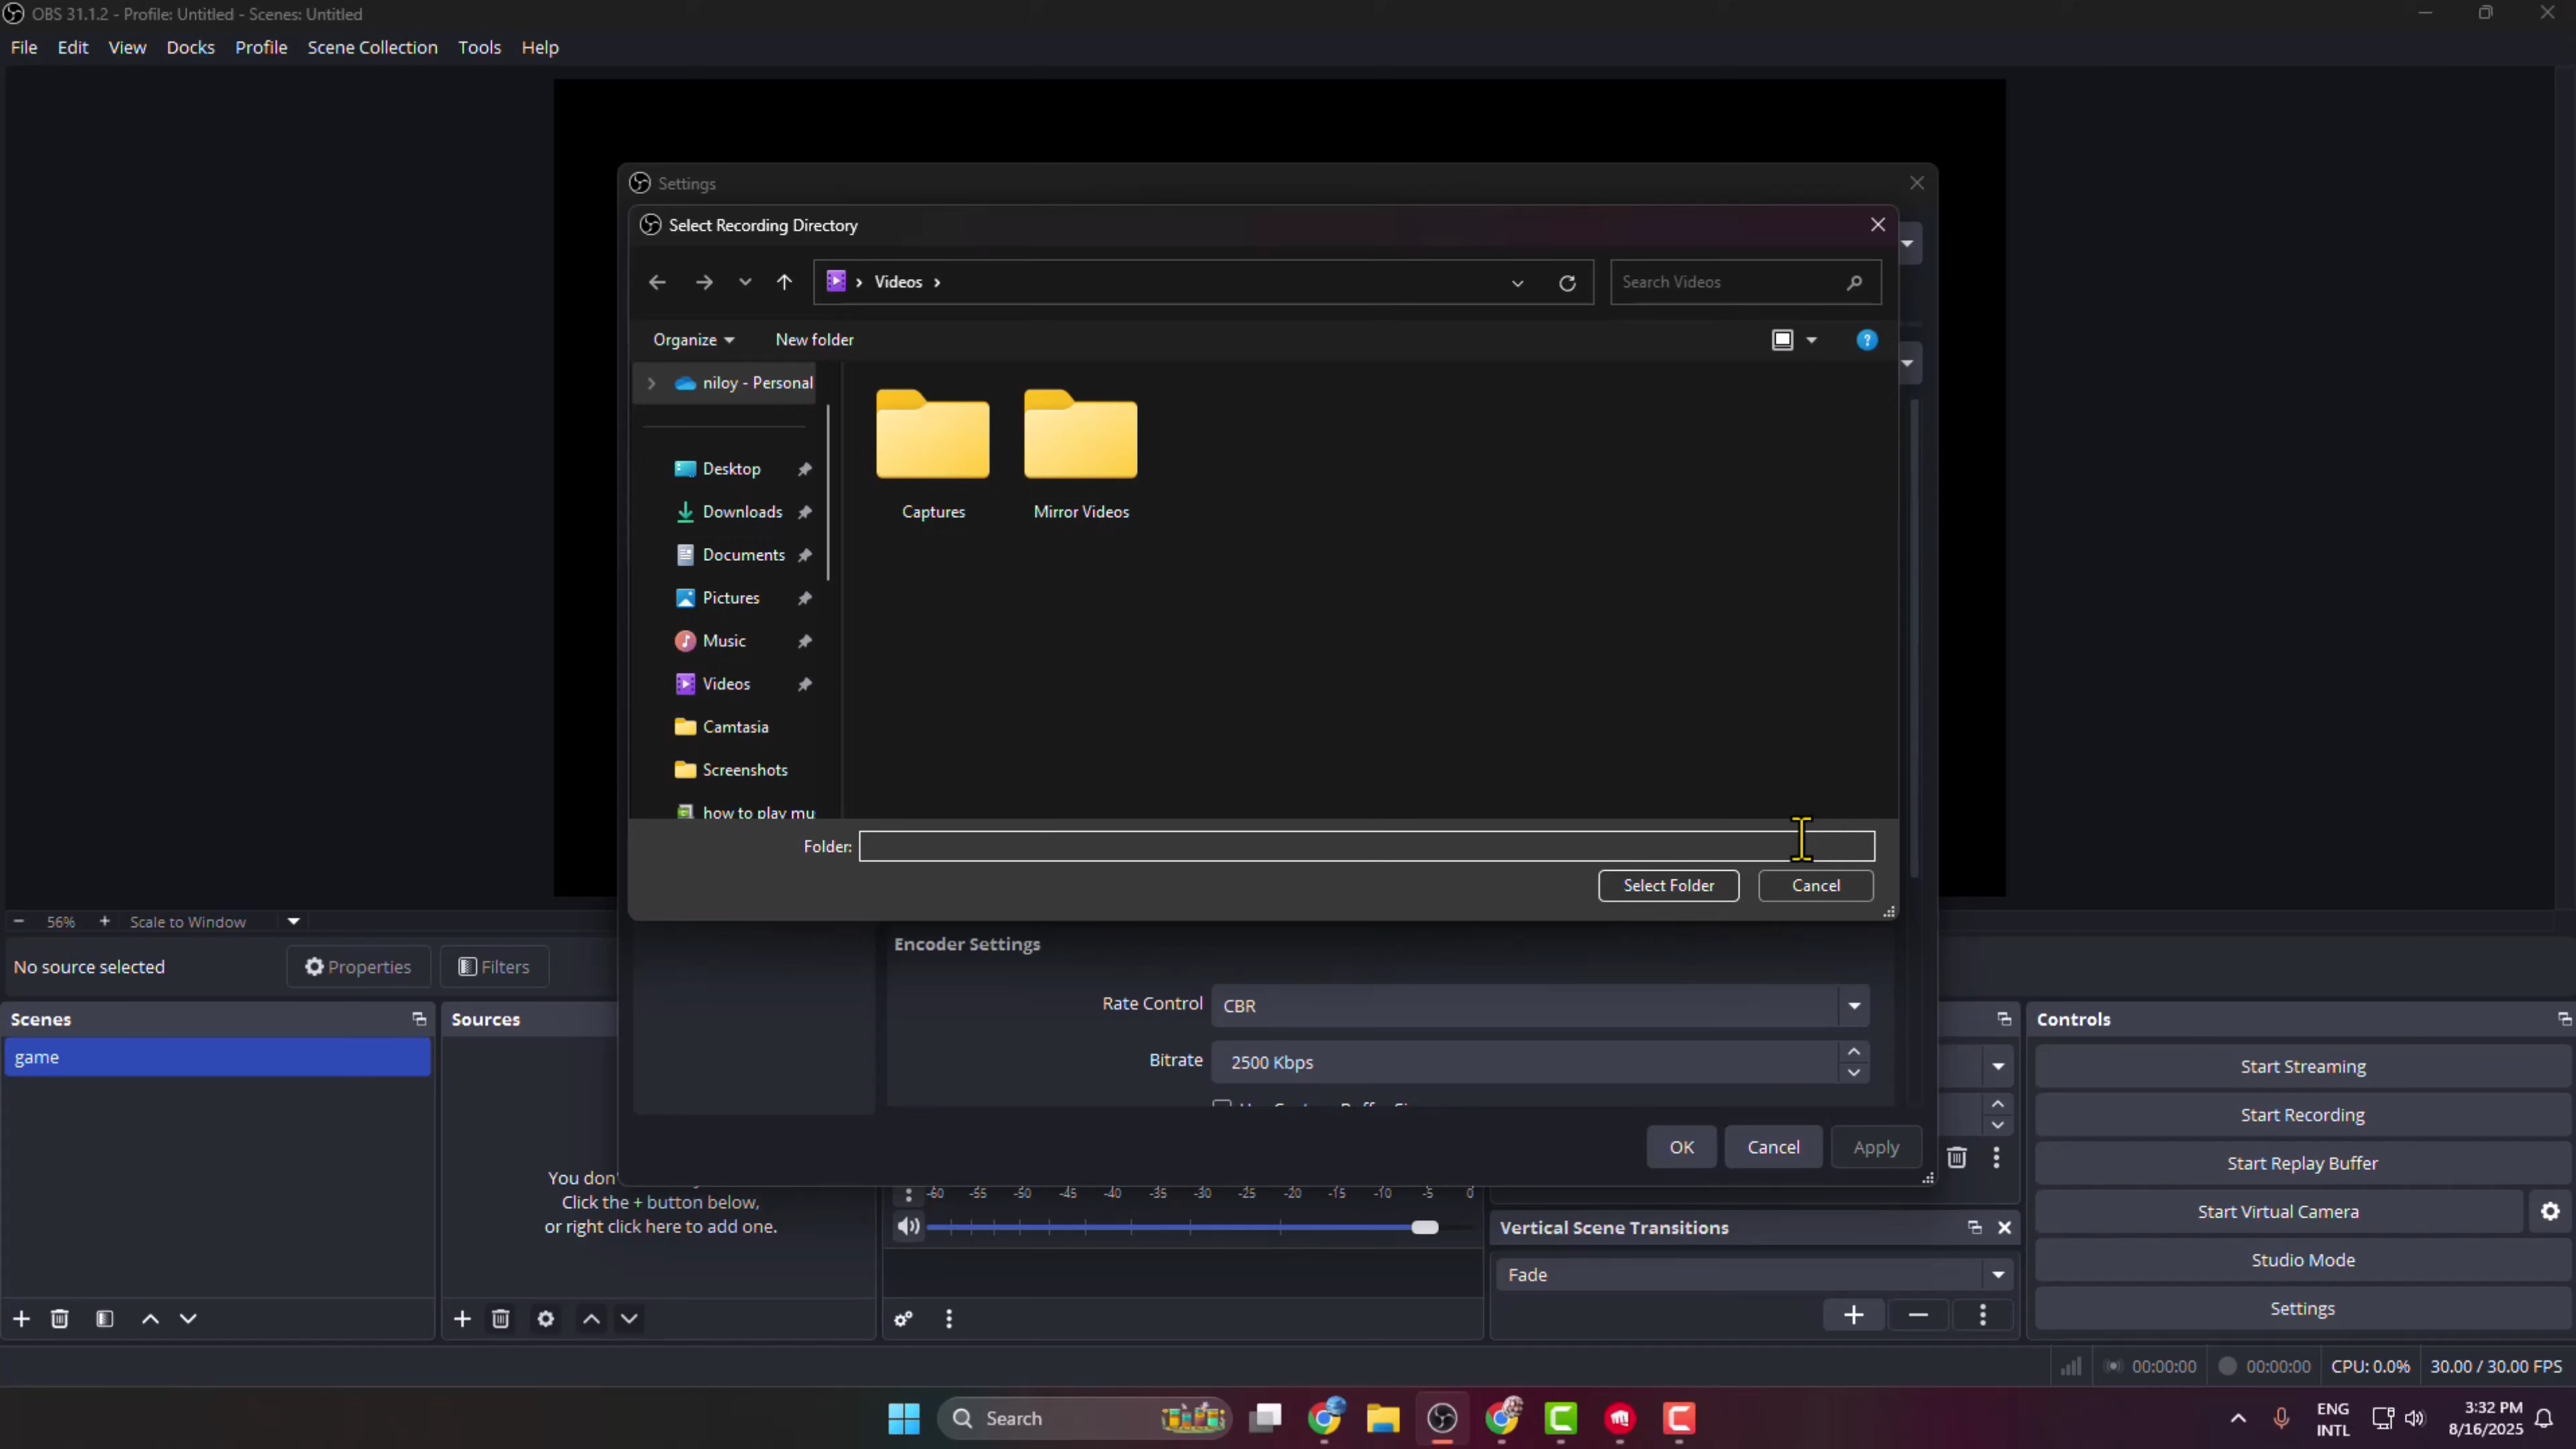 OBS 31.1.2 - Profile: Untitled - Scenes: Untitled
File Edit View Docks Profile Scene Collection Tools Help
Settings
Select Recording Directory
Videos
Search Videos
Organize New folder
niloy - Personal
Desktop
Downloads
Documents
Pictures
Music
Videos
Camtasia
Screenshots
how to play mu
Captures Mirror Videos
Folder:
Select Folder Cancel
56% Scale to Window
Encoder Settings
No source selected Properties Filters
Rate Control CBR
Bitrate 2500 Kbps
OK Cancel Apply
Scenes
game
Sources
You don'
Click the + button below,
or right click here to add one.
-60 -55 -50 -45 -40 -35 -30 -25 -20 -15 -10 -5 0
Vertical Scene Transitions
Fade
Controls
Start Streaming
Start Recording
Start Replay Buffer
Start Virtual Camera
Studio Mode
Settings
00:00:00 00:00:00 CPU: 0.0% 30.00 / 30.00 FPS
Search
ENG
INTL
3:32 PM
8/16/2025